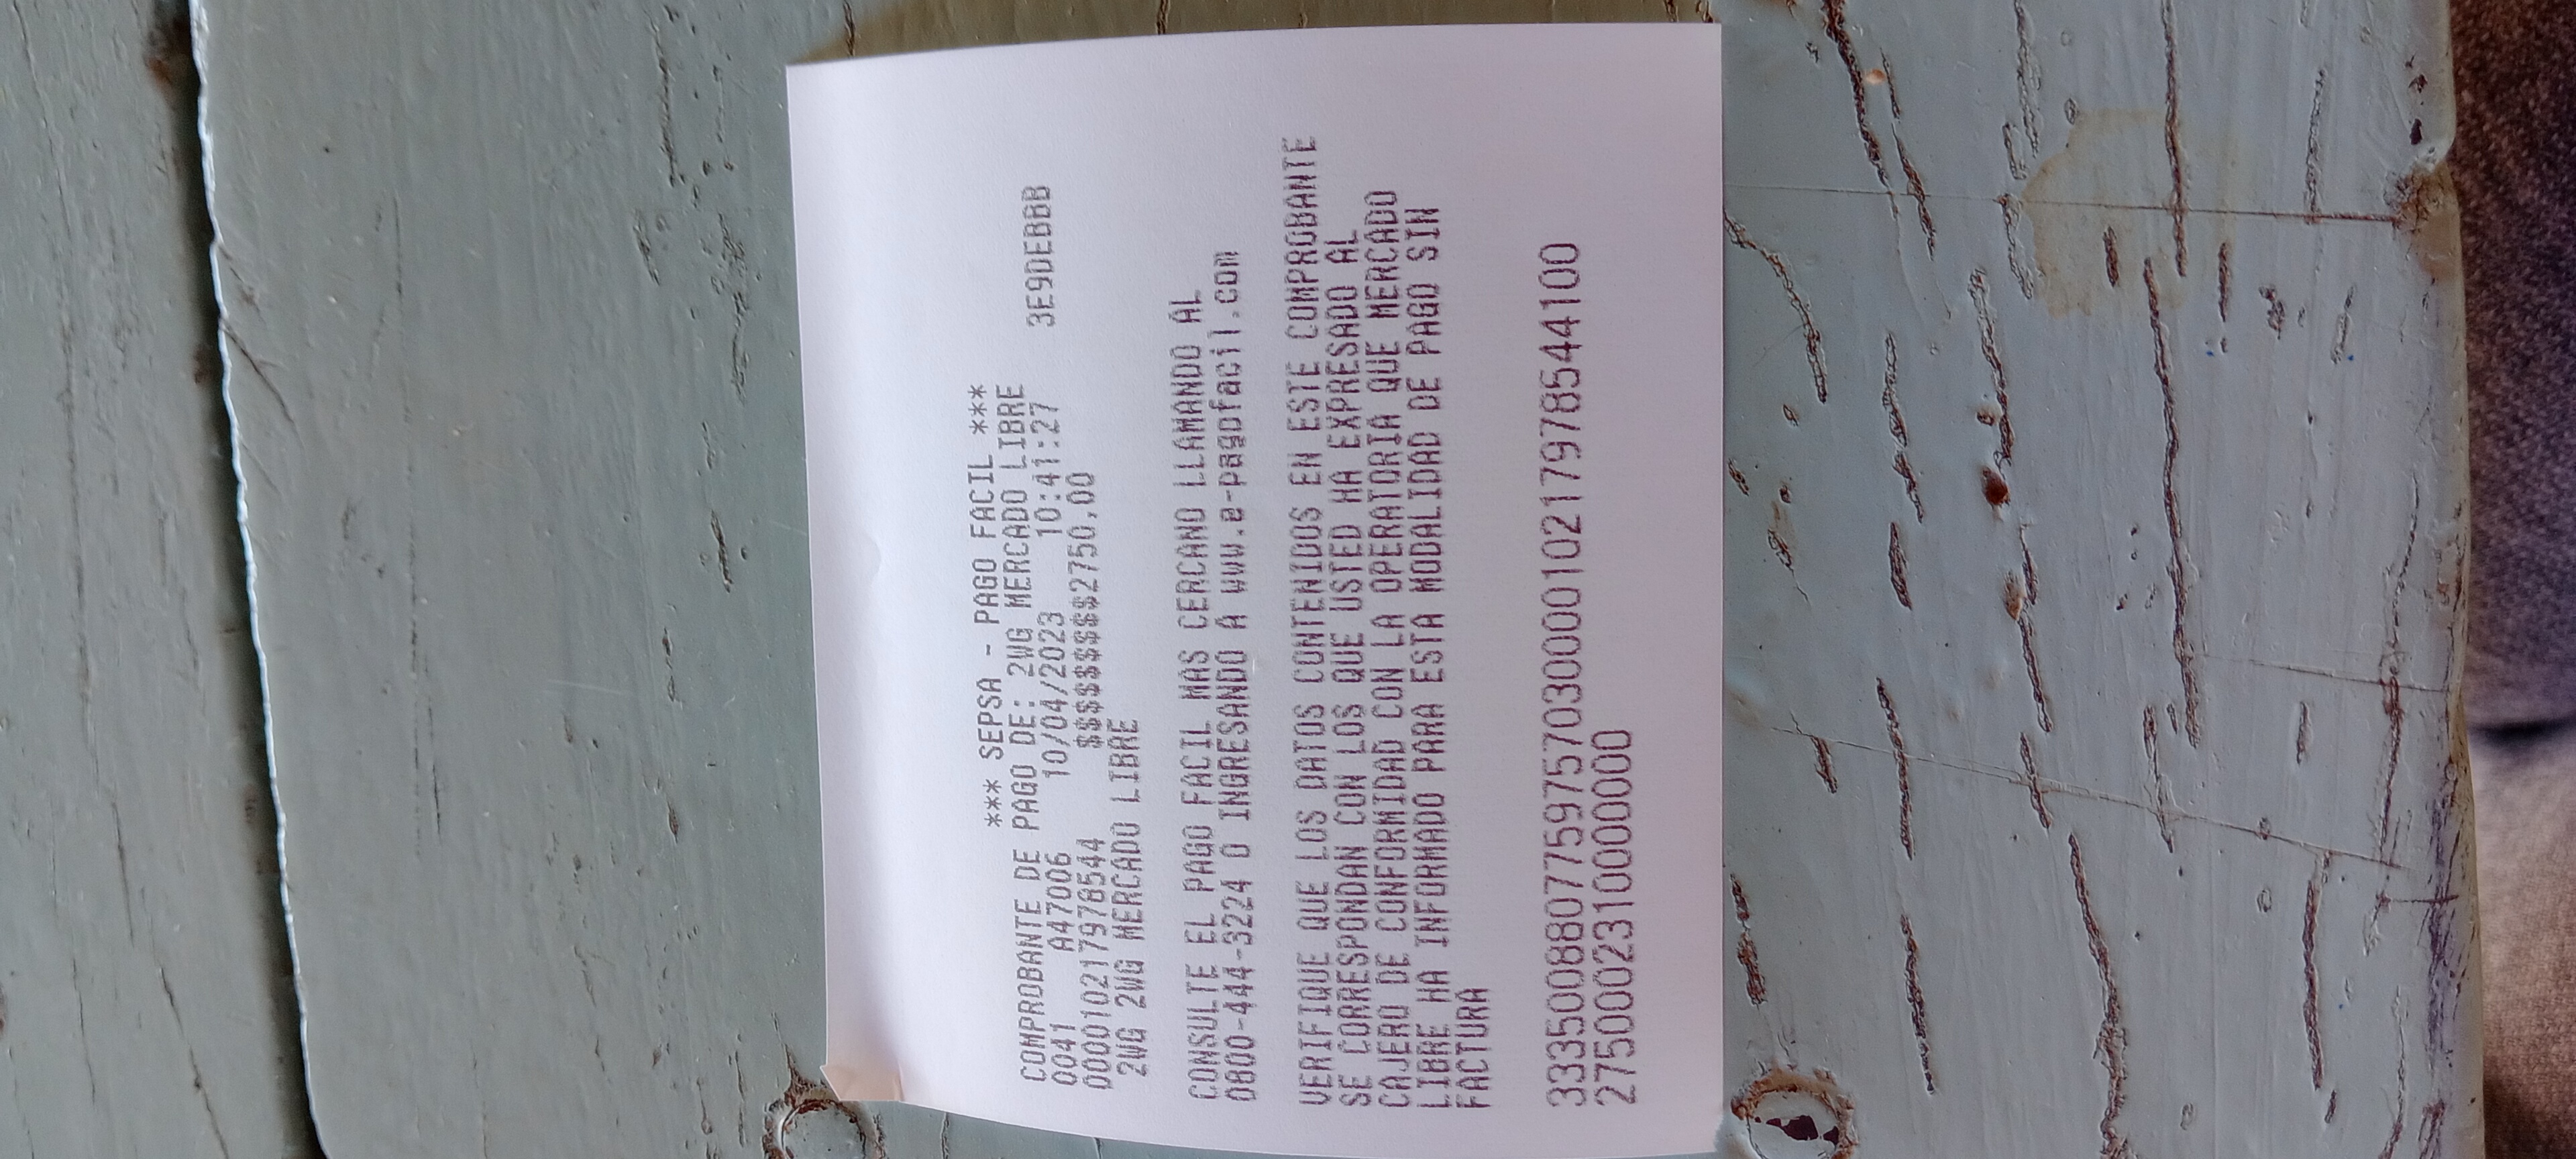 *** SEPSA - PAGO FACIL ***
COMPROBANTE DE PAGO DE: 2WG MERCADO LIBRE
0041 A47006 10/04/2023 10:41:27 3E9DEBBB
000010217978544 $$$$$$$$$2750,00
2WG 2WG MERCADO LIBRE
CONSULTE EL PAGO FACIL MAS CERCANO LLAMANDO AL
0800-444-3224 O INGRESANDO A www.e-pagofacil.com
VERIFIQUE QUE LOS DATOS CONTENIDOS EN ESTE COMPROBANTE
SE CORRESPONDAN CON LOS QUE USTED HA EXPRESADO AL
CAJERO DE CONFORMIDAD CON LA OPERATORIA QUE MERCADO
LIBRE HA INFORMADO PARA ESTA MODALIDAD DE PAGO SIN
FACTURA
333500880775975703000010217978544100
2750002310000000